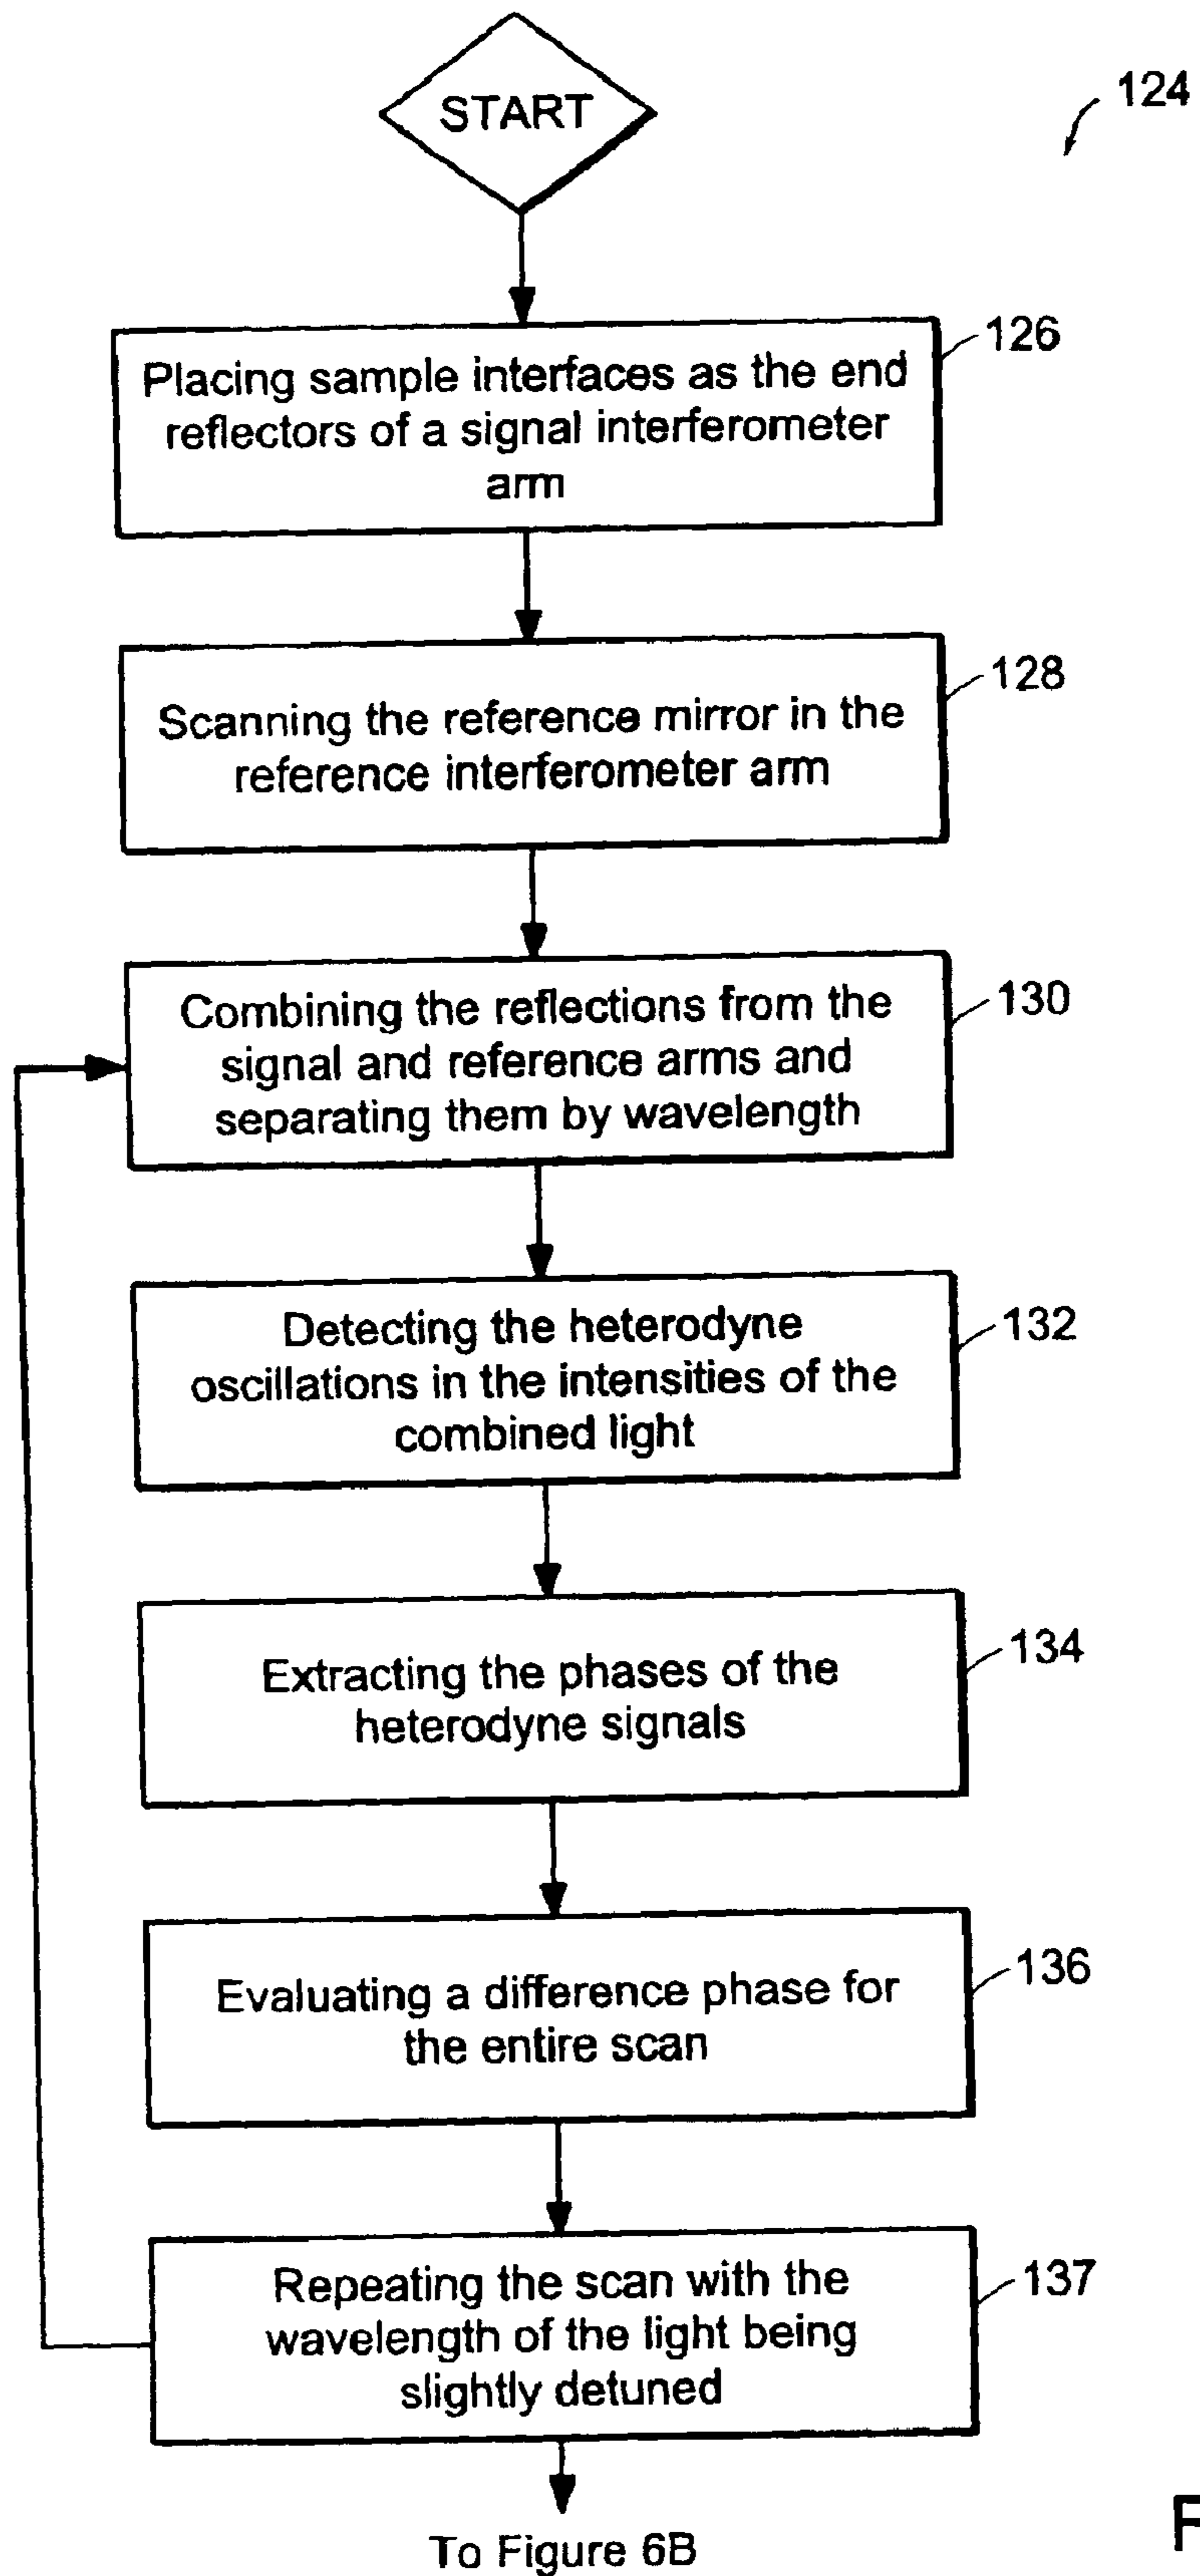 START
124
Placing sample interfaces as the end
reflectors of a signal interferometer
arm
126
Scanning the reference mirror in the
reference interferometer arm
128
Combining the reflections from the
signal and reference arms and
separating them by wavelength
130
Detecting the heterodyne
oscillations in the intensities of the
combined light
132
Extracting the phases of the
heterodyne signals
134
Evaluating a difference phase for
the entire scan
136
Repeating the scan with the
wavelength of the light being
slightly detuned
137
To Figure 6B